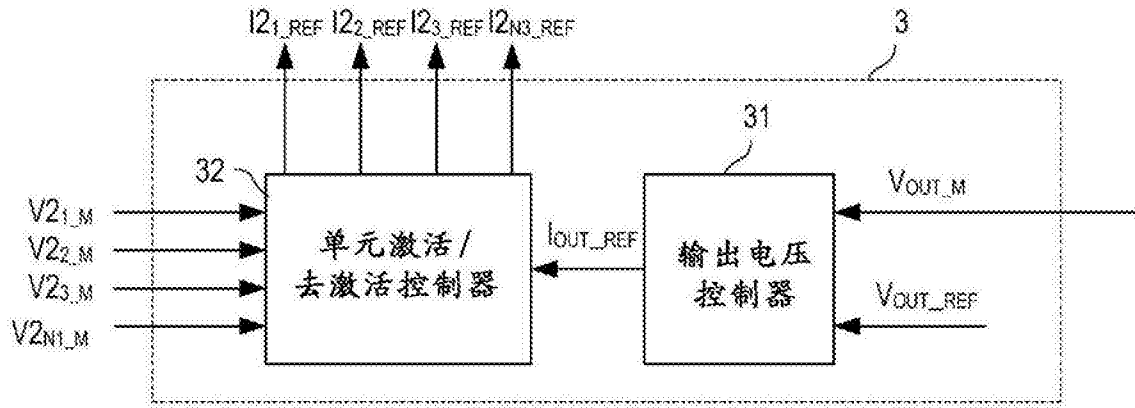 I2₁_REF I2₂_REF I2₃_REF I2N3_REF
3
31
32
V2₁_M
V2₂_M
V2₃_M
V2N1_M
单元激活/
去激活控制器
IOUT_REF
输出电压
控制器
VOUT_M
VOUT_REF